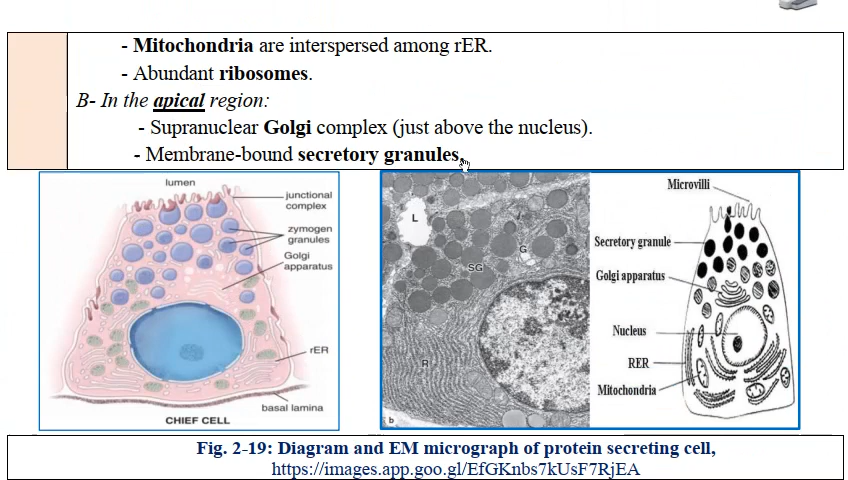 - Mitochondria are interspersed among rER.
- Abundant ribosomes.
B- In the apical region:
- Supranuclear Golgi complex (just above the nucleus).
- Membrane-bound secretory granules.
lumen
junctional
complex
zymogen
granules
Golgi
apparatus
rER
basal lamina
CHIEF CELL
L
G
SG
R
b
Microvilli
Secretory granule
Golgi apparatus
Nucleus
RER
Mitochondria
Fig. 2-19: Diagram and EM micrograph of protein secreting cell,
https://images.app.goo.gl/EfGKnbs7kUsF7RjEA